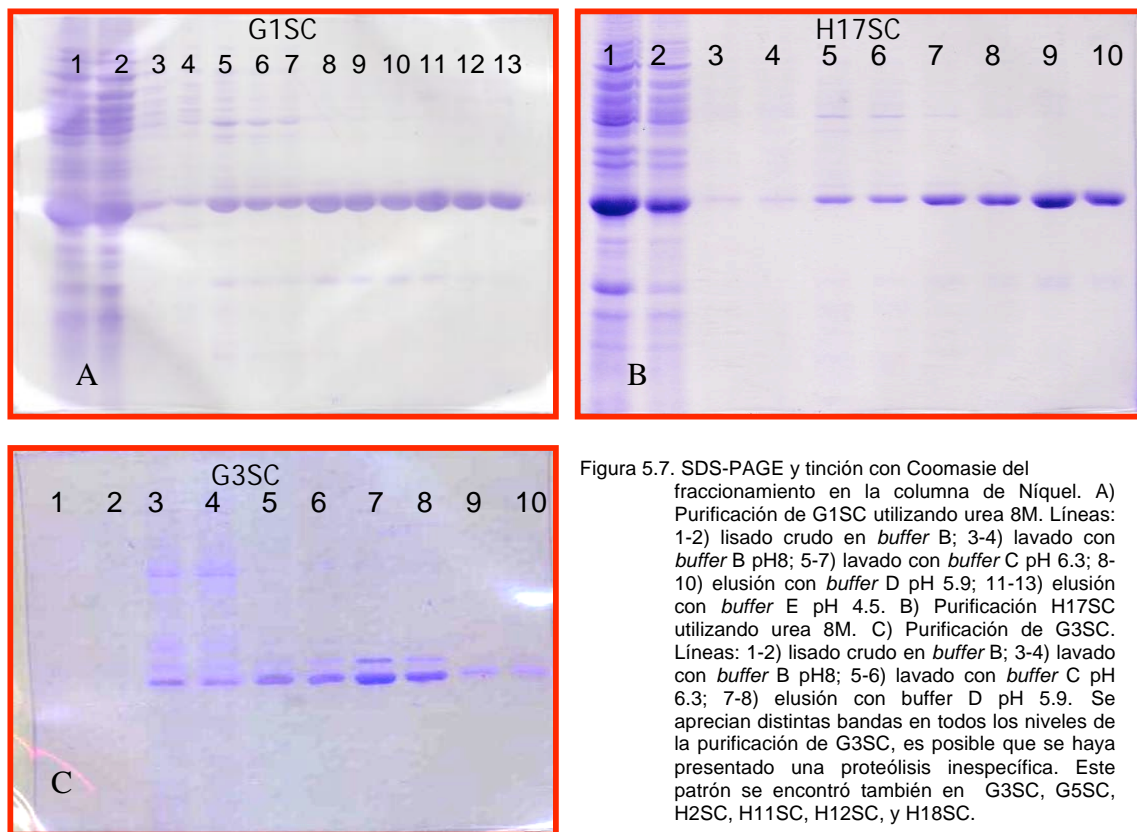 G1SC
1 2 3 4 5 6 7 8 9 10 11 12 13
A
H17SC
1 2 3 4 5 6 7 8 9 10
B
G3SC
1 2 3 4 5 6 7 8 9 10
C
Figura 5.7. SDS-PAGE y tinción con Coomasie del
fraccionamiento en la columna de Níquel. A)
Purificación de G1SC utilizando urea 8M. Líneas:
1-2) lisado crudo en buffer B; 3-4) lavado con
buffer B pH8; 5-7) lavado con buffer C pH 6.3; 8-
10) elusión con buffer D pH 5.9; 11-13) elusión
con buffer E pH 4.5. B) Purificación H17SC
utilizando urea 8M. C) Purificación de G3SC.
Líneas: 1-2) lisado crudo en buffer B; 3-4) lavado
con buffer B pH8; 5-6) lavado con buffer C pH
6.3; 7-8) elusión con buffer D pH 5.9. Se
aprecian distintas bandas en todos los niveles de
la purificación de G3SC, es posible que se haya
presentado una proteólisis inespecífica. Este
patrón se encontró también en G3SC, G5SC,
H2SC, H11SC, H12SC, y H18SC.